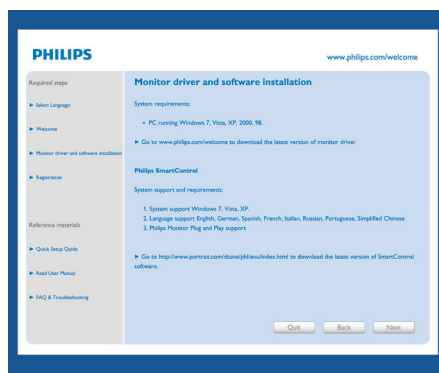 PHILIPS
www.philips.com/welcome
Required steps
► Select Language
► Welcome
► Monitor driver and software installation
► Registration
Reference materials
► Quick Setup Quide
► Read User Manual
► FAQ & Troubleshooting
Monitor driver and software installation
System requirements:
• PC running Windows 7, Vista, XP, 2000, 98.
► Go to www.philips.com/welcome to download the latest version of monitor driver
Philips SmartControl
System support and requirements:
1. System support Windows 7, Vista, XP.
2. Language support English, German, Spanish, French, Italian, Russian, Portuguese, Simplified Chinese
3. Philips Monitor Plug and Play support
► Go to http://www.portrait.com/dtune/phl/enu/index.html to download the latest version of SmartControl
software.
Quit
Back
Next